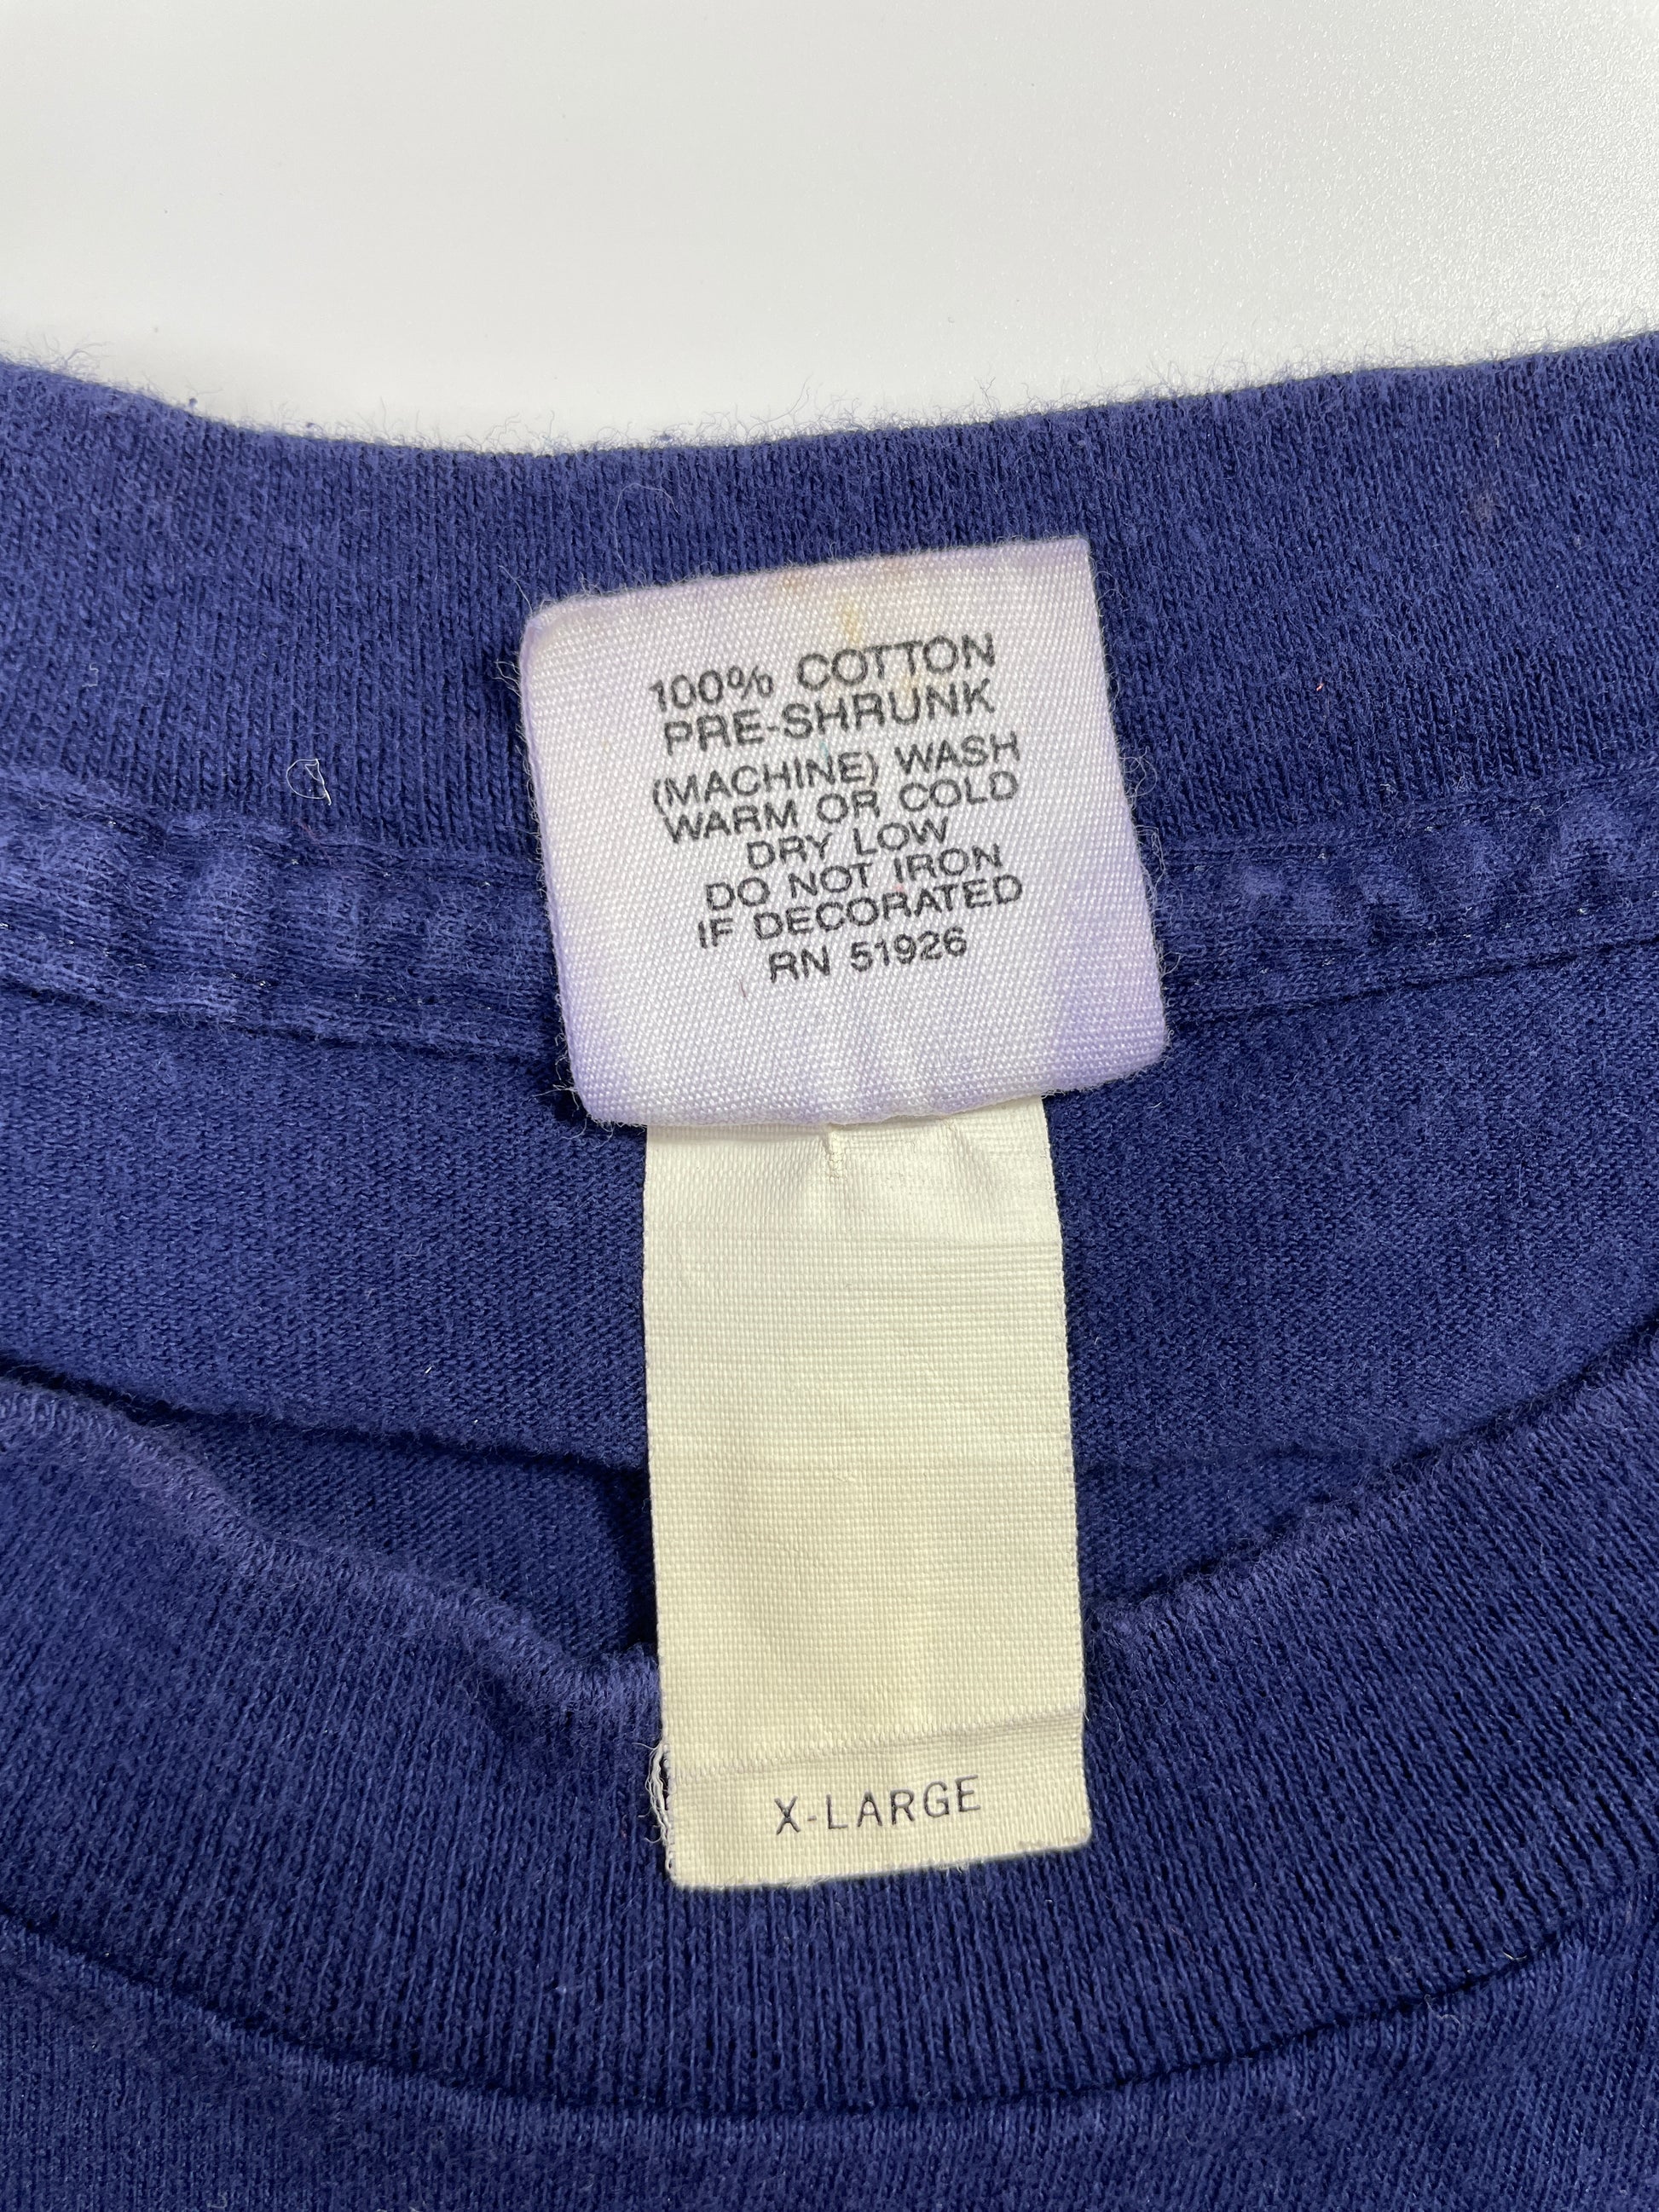 100% COTTON
PRE-SHRUNK
(MACHINE) WASH
WARM OR COLD
DRY LOW
DO NOT IRON
IF DECORATED
RN 51926
X-LARGE